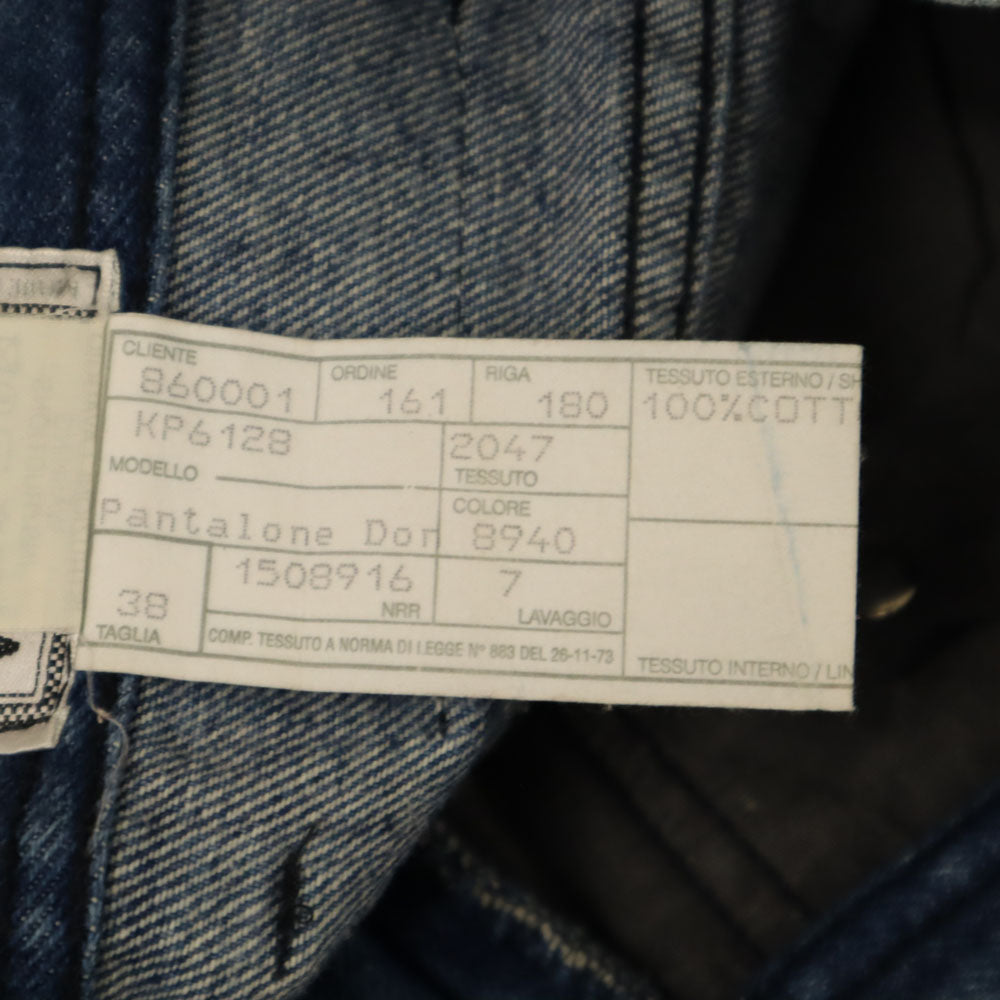 CLIENTE
860001
ORDINE
161
RIGA
180
TESSUTO ESTERNO / SH
100%COTT
KP6128
MODELLO
2047
TESSUTO
Pantalone Don
COLORE
8940
38
TAGLIA
1508916
NRR
7
LAVAGGIO
COMP. TESSUTO A NORMA DI LEGGE N° 883 DEL 26-11-73
TESSUTO INTERNO / LIN